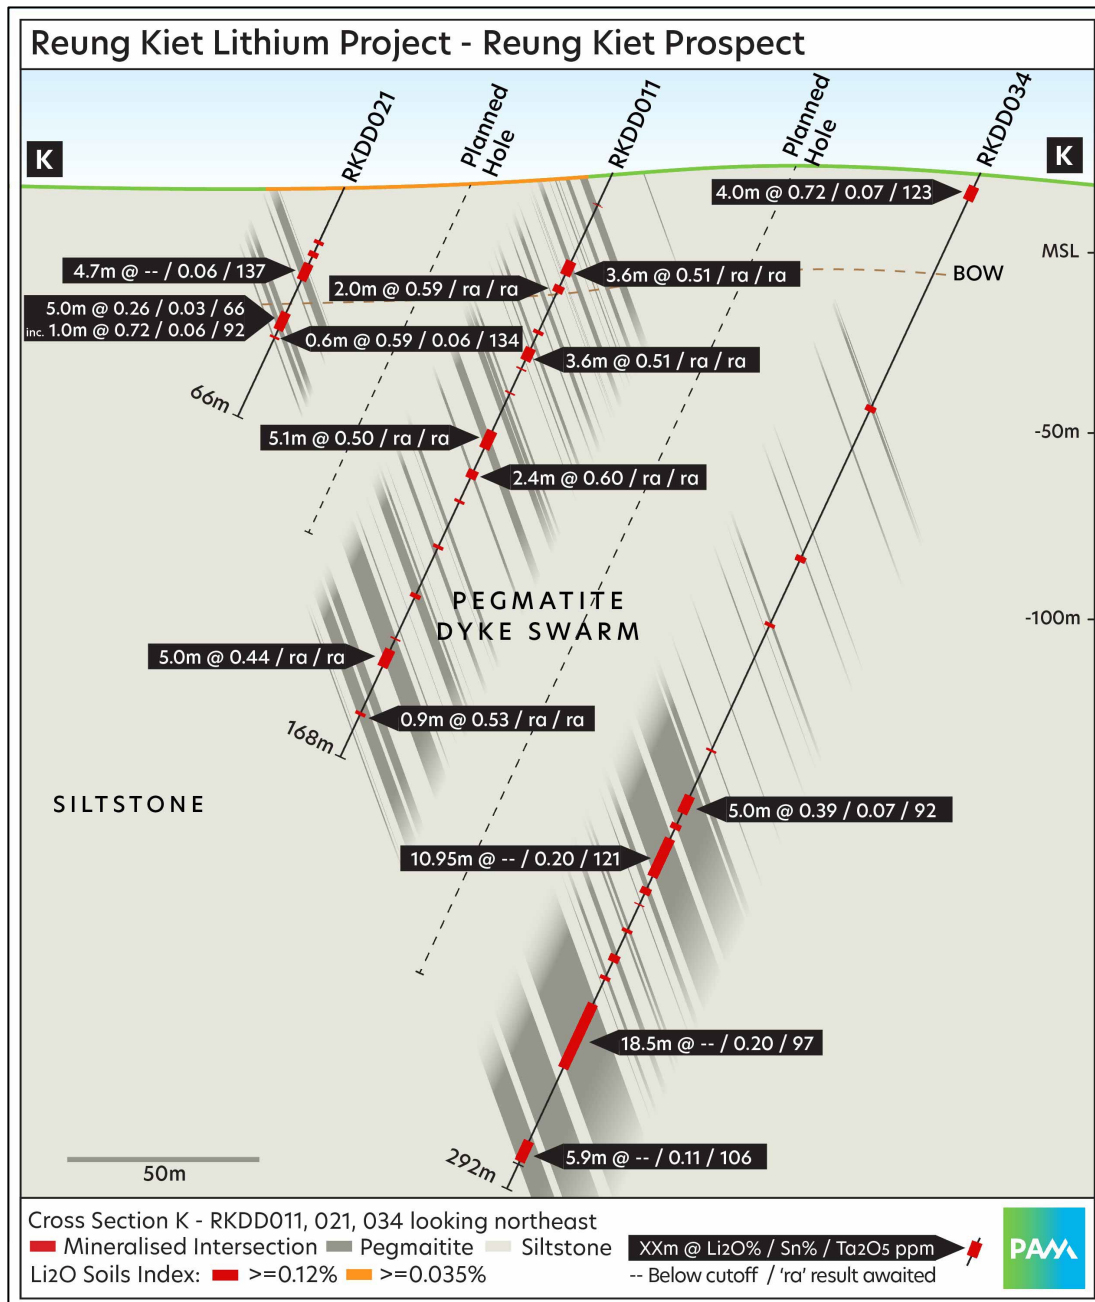 Reung Kiet Lithium Project - Reung Kiet Prospect
K
RKDD021
Planned
Hole
RKDD011
Planned
Hole
RKDD034
K
4.0m @ 0.72 / 0.07 / 123
MSL
BOW
4.7m @ -- / 0.06 / 137
3.6m @ 0.51 / ra / ra
2.0m @ 0.59 / ra / ra
5.0m @ 0.26 / 0.03 / 66
inc. 1.0m @ 0.72 / 0.06 / 92
0.6m @ 0.59 / 0.06 / 134
3.6m @ 0.51 / ra / ra
66m
-50m
5.1m @ 0.50 / ra / ra
2.4m @ 0.60 / ra / ra
PEGMATITE
DYKE SWARM
-100m
5.0m @ 0.44 / ra / ra
0.9m @ 0.53 / ra / ra
168m
SILTSTONE
5.0m @ 0.39 / 0.07 / 92
10.95m @ -- / 0.20 / 121
18.5m @ -- / 0.20 / 97
292m
5.9m @ -- / 0.11 / 106
50m
Cross Section K - RKDD011, 021, 034 looking northeast
Mineralised Intersection
Pegmaitite
Siltstone
Li2O Soils Index: >=0.12% >=0.035%
XXm @ Li2O% / Sn% / Ta2O5 ppm
-- Below cutoff / 'ra' result awaited
PAM